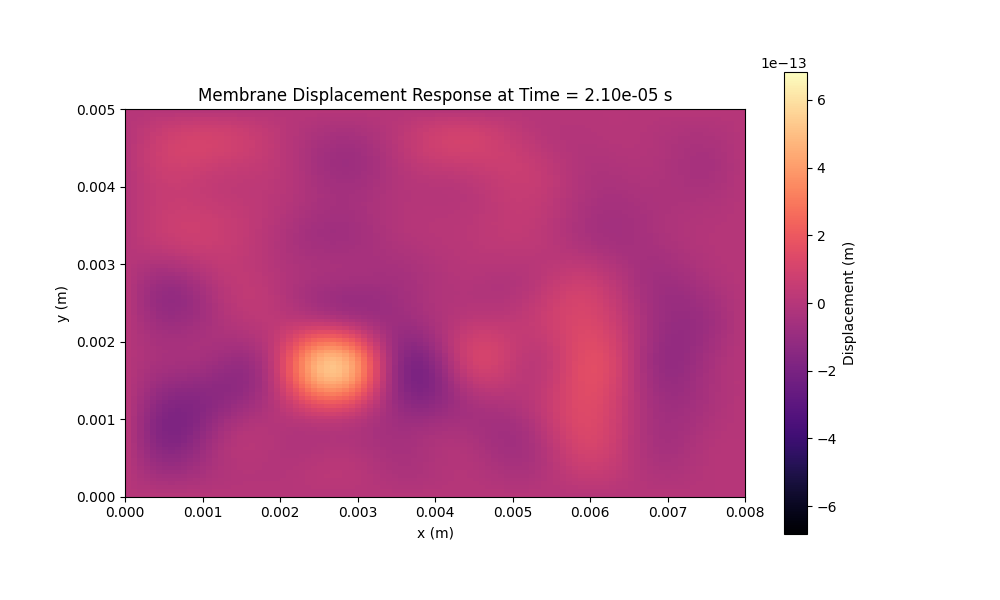 1e−13
Membrane Displacement Response at Time = 2.10e-05 s
0.005
0.004
0.003
0.002
0.001
0.000
y (m)
0.000 0.001 0.002 0.003 0.004 0.005 0.006 0.007 0.008
x (m)
6
4
2
0
−2
−4
−6
Displacement (m)